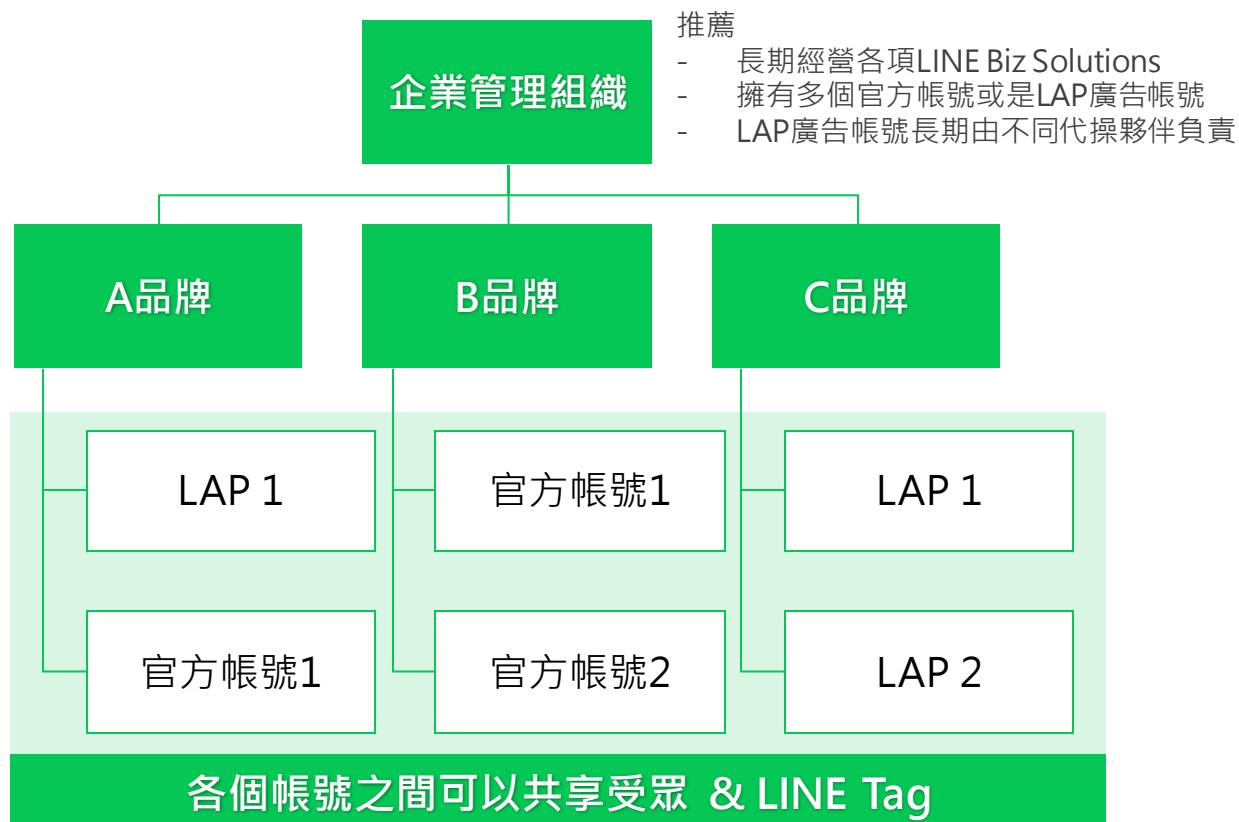 企業管理組織
推薦
- 長期經營各項LINE Biz Solutions
- 擁有多個官方帳號或是LAP廣告帳號
- LAP廣告帳號長期由不同代操夥伴負責
A品牌
B品牌
C品牌
LAP 1
官方帳號1
LAP 1
官方帳號1
官方帳號2
LAP 2
各個帳號之間可以共享受眾 & LINE Tag